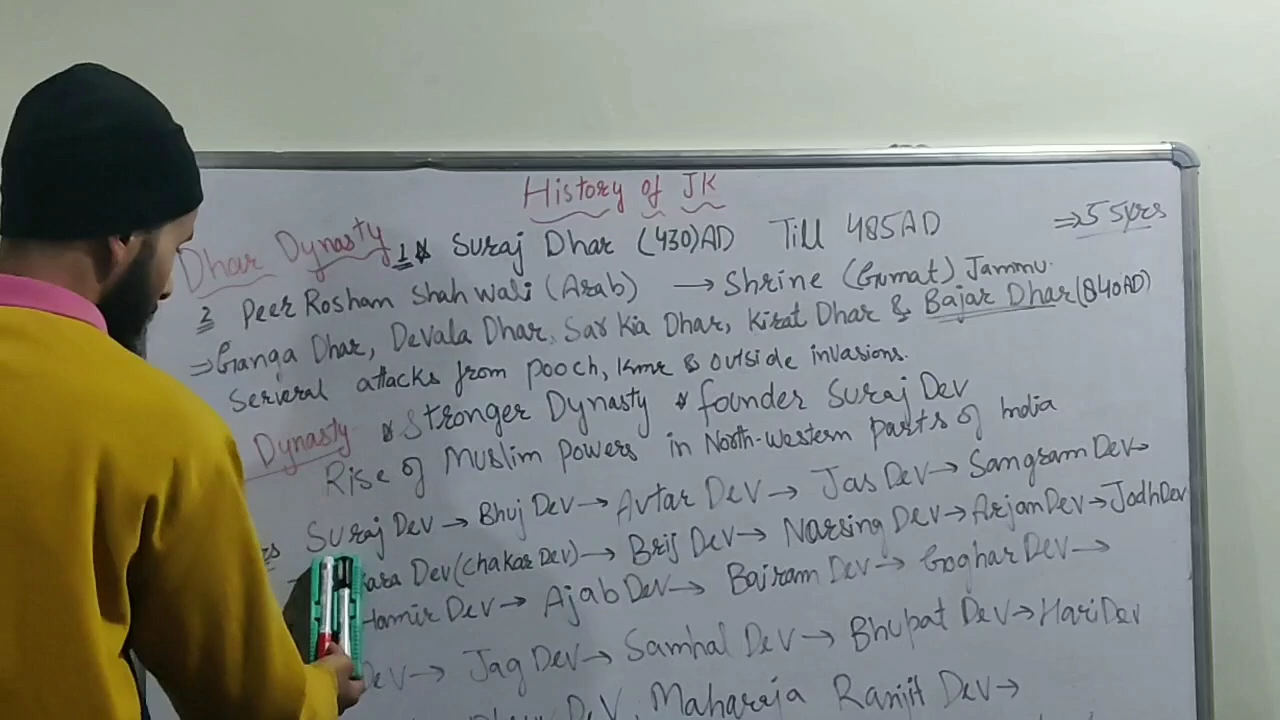 History of JK
Dhar Dynasty 1 Suraj Dhar (430)AD Till 485AD ⇒55yrs
2 Peer Rosham Shah Wali (Arab) → Shrine (Gumat) Jammu.
⇒Ganga Dhar, Devala Dhar, Sar Kia Dhar, Kirat Dhar & Bajar Dhar (840AD)
Serieral attacks from Pooch, Kmr & outside invasions.
Dynasty Stronger Dynasty founder Suraj Dev
Rise of Muslim Powers in North-Western parts of India
Suraj Dev → Bhuj Dev → Avtar Dev → Jas Dev → Sangram Dev→
ara Dev (Chakar Dev) → Brij Dev → Narsing Dev → Arjan Dev → Jodh Dev
Hamir Dev → Ajab Dev → Bairam Dev → Goghar Dev →
Dev → Jag Dev → Samhal Dev → Bhupat Dev → Hari Dev
Dev, Maharaja Ranjit Dev →